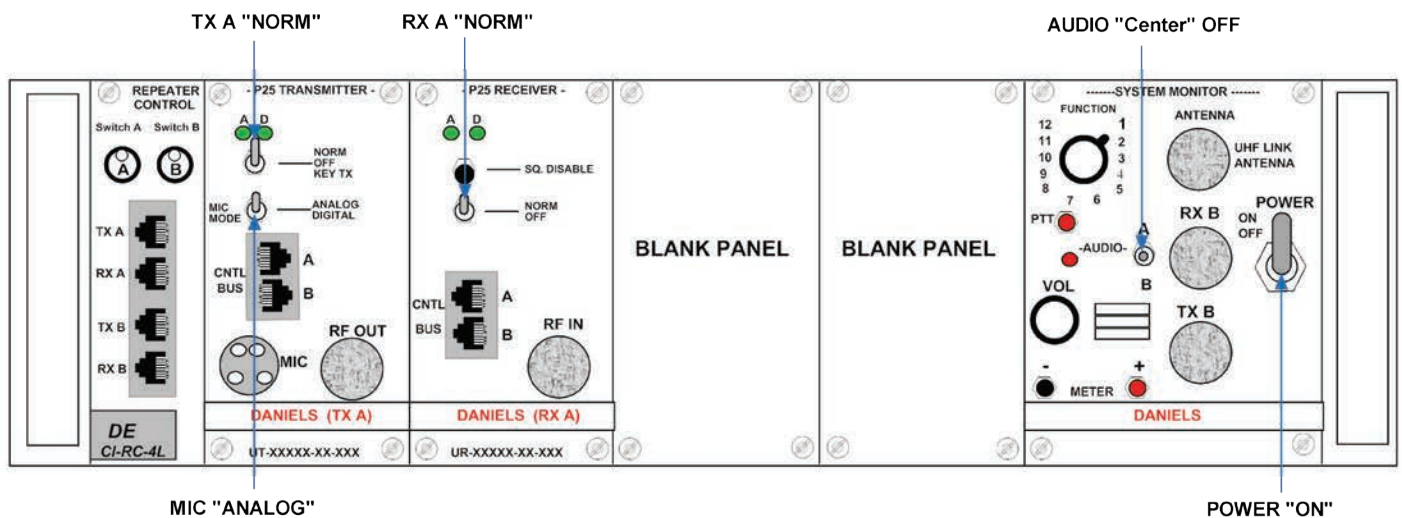 TX A "NORM"
RX A "NORM"
AUDIO "Center" OFF
REPEATER
CONTROL
Switch A Switch B
A
B
TX A
RX A
TX B
RX B
DE
CI-RC-4L
- P25 TRANSMITTER -
A D
NORM
OFF
KEY TX
MIC
MODE
ANALOG
DIGITAL
CNTL
BUS
A
B
RF OUT
MIC
DANIELS (TX A)
UT-XXXXX-XX-XXX
- P25 RECEIVER -
A D
SQ. DISABLE
NORM
OFF
CNTL
BUS
A
B
RF IN
DANIELS (RX A)
UR-XXXXX-XX-XXX
BLANK PANEL
BLANK PANEL
-------SYSTEM MONITOR -------
FUNCTION
12
11
10
9
8
7
6
5
4
3
2
1
ANTENNA
UHF LINK
ANTENNA
PTT
-AUDIO-
A
B
RX B
POWER
ON
OFF
VOL
TX B
-
METER
+
DANIELS
MIC "ANALOG"
POWER "ON"